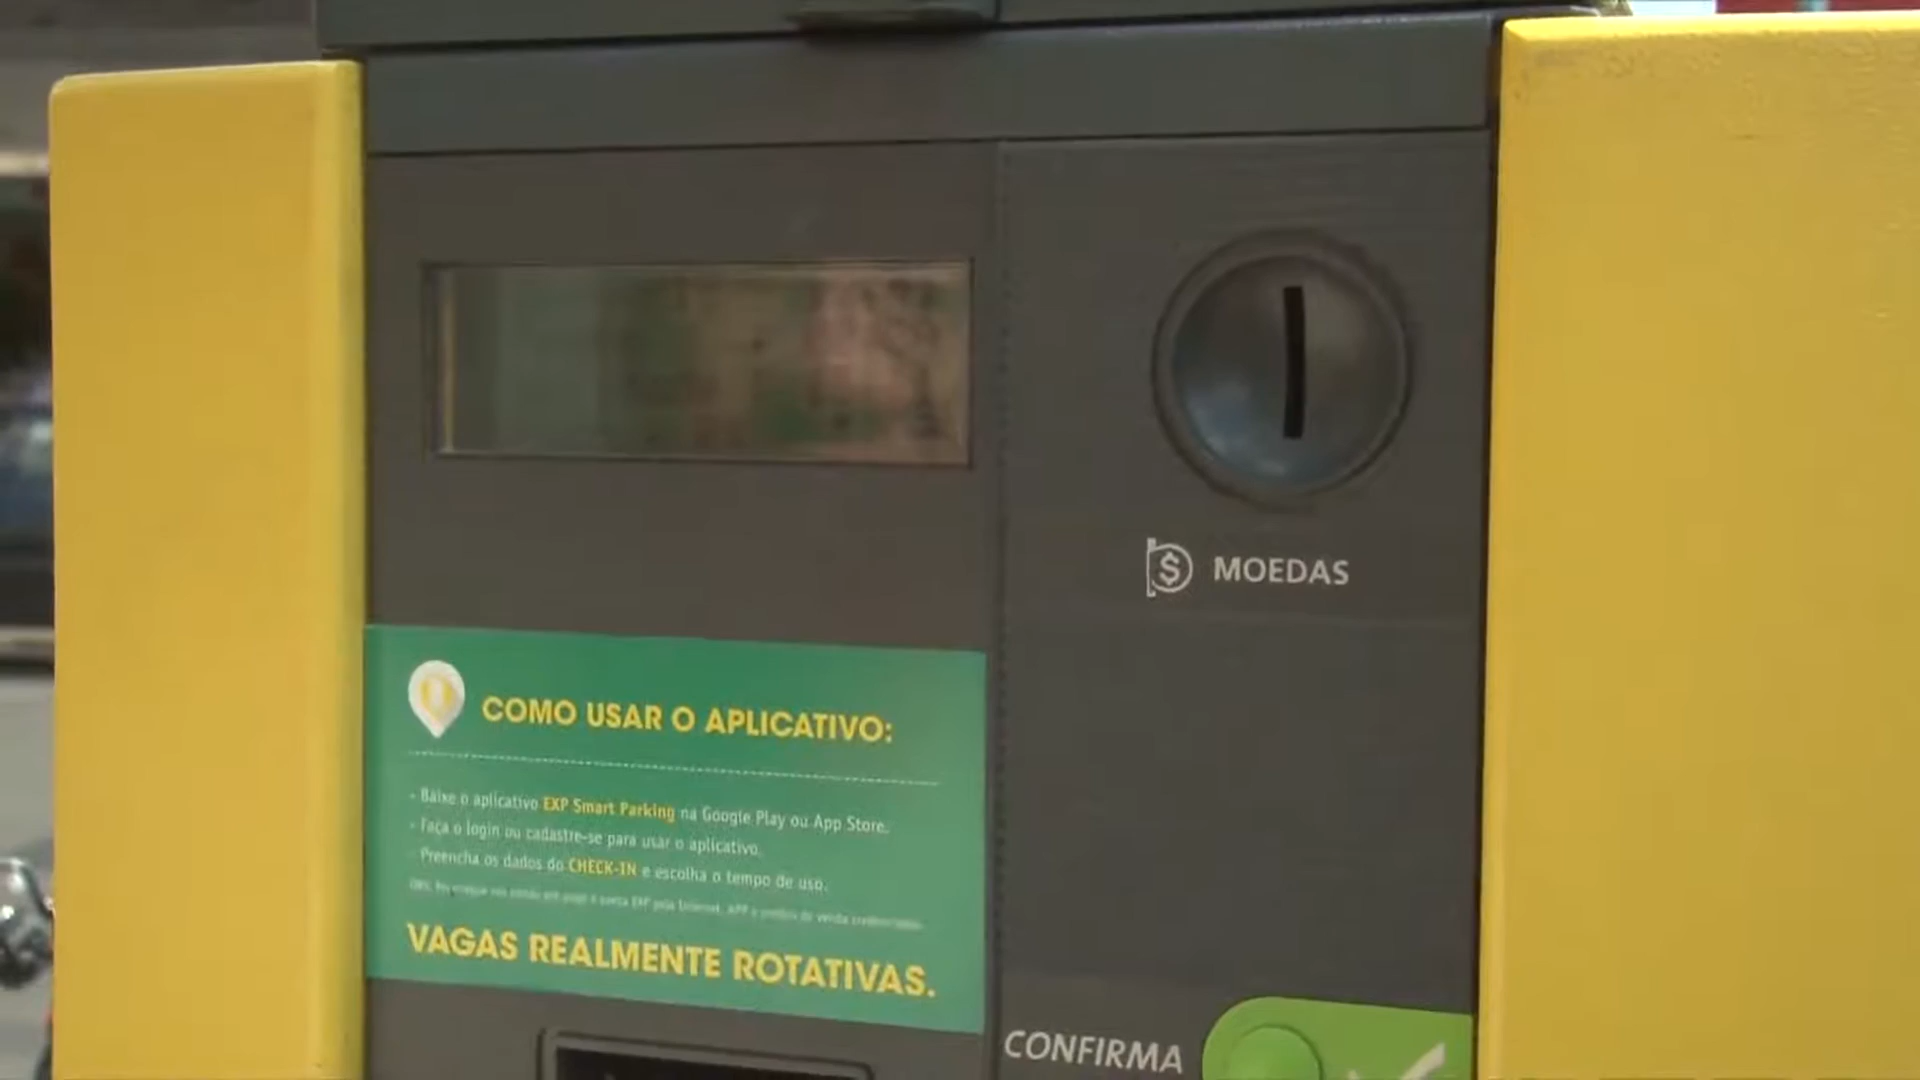 MOEDAS
COMO USAR O APLICATIVO:
- Baixe o aplicativo EXP Smart Parking na Google Play ou App Store.
- Faça o login ou cadastre-se para usar o aplicativo.
- Preencha os dados do CHECK-IN e escolha o tempo de uso.
VAGAS REALMENTE ROTATIVAS.
CONFIRMA